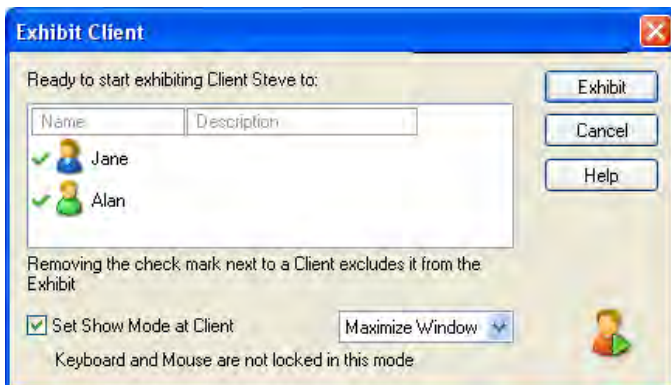 Exhibit Client
Ready to start exhibiting Client Steve to:
Exhibit
Name Description
Cancel
Jane
Help
Alan
Removing the check mark next to a Client excludes it from the
Exhibit
Set Show Mode at Client Maximize Window
Keyboard and Mouse are not locked in this mode